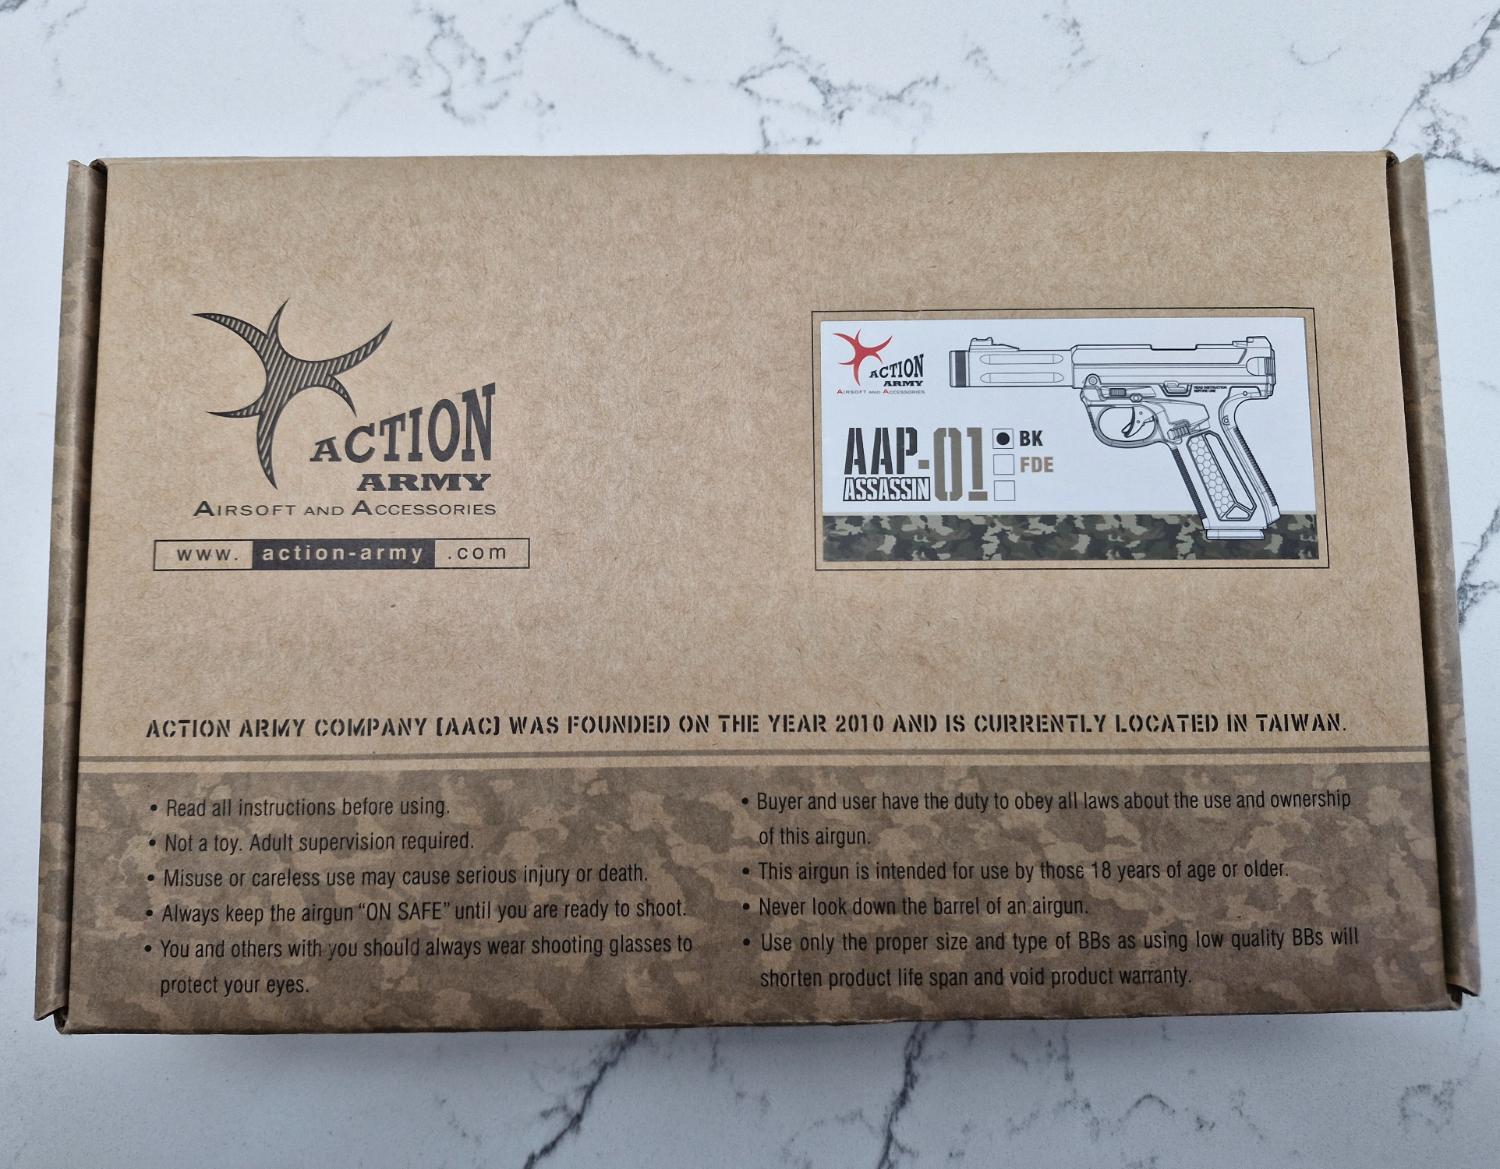 ACTION
ARMY
AIRSOFT AND ACCESSORIES
www. action-army .com
ACTION
ARMY
AIRSOFT AND ACCESSORIES
AAP-01
ASSASSIN
BK
FDE
READ INSTRUCTION
BEFORE USE
ACTION ARMY COMPANY (AAC) WAS FOUNDED ON THE YEAR 2010 AND IS CURRENTLY LOCATED IN TAIWAN.
• Read all instructions before using.
• Not a toy. Adult supervision required.
• Misuse or careless use may cause serious injury or death.
• Always keep the airgun “ON SAFE” until you are ready to shoot.
• You and others with you should always wear shooting glasses to
protect your eyes.
• Buyer and user have the duty to obey all laws about the use and ownership
of this airgun.
• This airgun is intended for use by those 18 years of age or older.
• Never look down the barrel of an airgun.
• Use only the proper size and type of BBs as using low quality BBs will
shorten product life span and void product warranty.